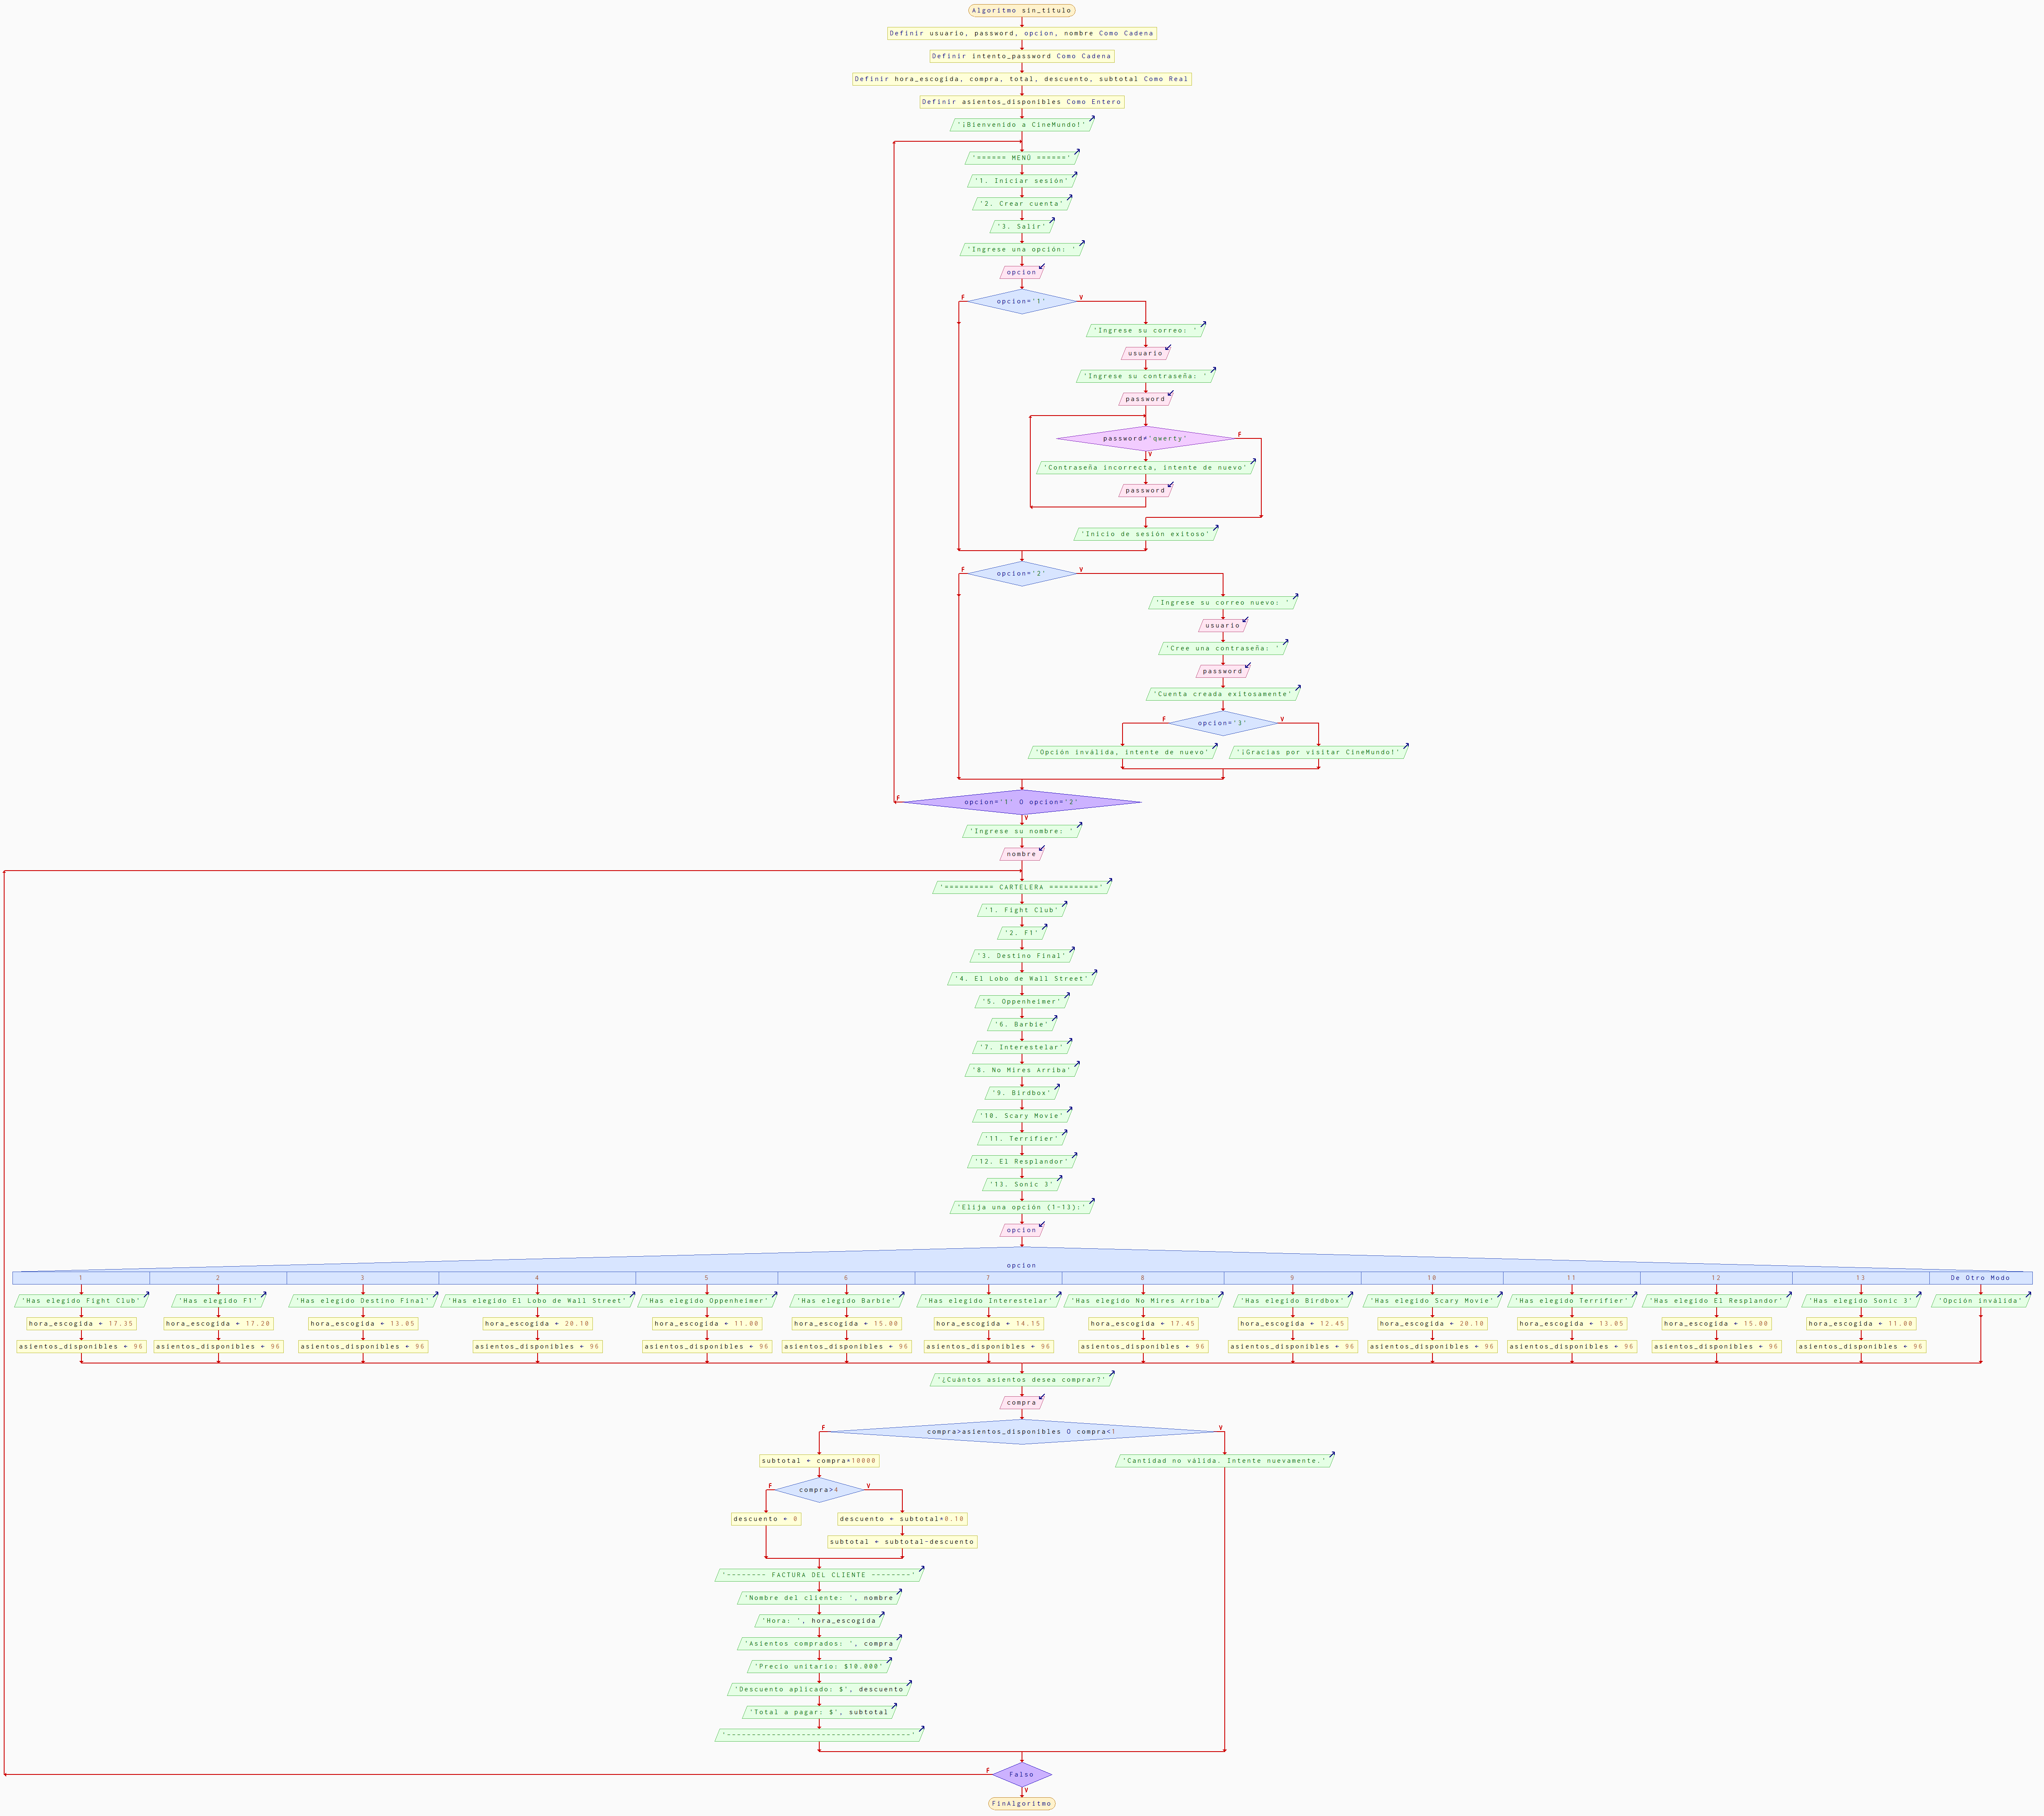 Algoritmo sin_titulo
Definir usuario, password, opcion, nombre Como Cadena
Definir intento_password Como Cadena
Definir hora_escogida, compra, total, descuento, subtotal Como Real
Definir asientos_disponibles Como Entero
'¡Bienvenido a CineMundo!'
'====== MENÚ ======'
'1. Iniciar sesión'
'2. Crear cuenta'
'3. Salir'
'Ingrese una opción: '
opcion
F opcion='1' V
'Ingrese su correo: '
usuario
'Ingrese su contraseña: '
password
password≠'qwerty' F
V
'Contraseña incorrecta, intente de nuevo'
password
'Inicio de sesión exitoso'
F opcion='2' V
'Ingrese su correo nuevo: '
usuario
'Cree una contraseña: '
password
'Cuenta creada exitosamente'
F opcion='3' V
'Opción inválida, intente de nuevo' '¡Gracias por visitar CineMundo!'
F opcion='1' O opcion='2'
V
'Ingrese su nombre: '
nombre
'========== CARTELERA =========='
'1. Fight Club'
'2. F1'
'3. Destino Final'
'4. El Lobo de Wall Street'
'5. Oppenheimer'
'6. Barbie'
'7. Interestelar'
'8. No Mires Arriba'
'9. Birdbox'
'10. Scary Movie'
'11. Terrifier'
'12. El Resplandor'
'13. Sonic 3'
'Elija una opción (1-13):'
opcion
opcion
1 2 3 4 5 6 7 8 9 10 11 12 13 De Otro Modo
'Has elegido Fight Club' 'Has elegido F1' 'Has elegido Destino Final' 'Has elegido El Lobo de Wall Street' 'Has elegido Oppenheimer' 'Has elegido Barbie' 'Has elegido Interestelar' 'Has elegido No Mires Arriba' 'Has elegido Birdbox' 'Has elegido Scary Movie' 'Has elegido Terrifier' 'Has elegido El Resplandor' 'Has elegido Sonic 3' 'Opción inválida'
hora_escogida ← 17.35 hora_escogida ← 17.20 hora_escogida ← 13.05 hora_escogida ← 20.10 hora_escogida ← 11.00 hora_escogida ← 15.00 hora_escogida ← 14.15 hora_escogida ← 17.45 hora_escogida ← 12.45 hora_escogida ← 20.10 hora_escogida ← 13.05 hora_escogida ← 15.00 hora_escogida ← 11.00
asientos_disponibles ← 96 asientos_disponibles ← 96 asientos_disponibles ← 96 asientos_disponibles ← 96 asientos_disponibles ← 96 asientos_disponibles ← 96 asientos_disponibles ← 96 asientos_disponibles ← 96 asientos_disponibles ← 96 asientos_disponibles ← 96 asientos_disponibles ← 96 asientos_disponibles ← 96 asientos_disponibles ← 96
'¿Cuántos asientos desea comprar?'
compra
F compra>asientos_disponibles O compra<1 V
subtotal ← compra*10000 'Cantidad no válida. Intente nuevamente.'
F compra>4 V
descuento ← 0 descuento ← subtotal*0.10
subtotal ← subtotal-descuento
'-------- FACTURA DEL CLIENTE --------'
'Nombre del cliente: ', nombre
'Hora: ', hora_escogida
'Asientos comprados: ', compra
'Precio unitario: $10.000'
'Descuento aplicado: $', descuento
'Total a pagar: $', subtotal
'-------------------------------------'
F Falso
V
FinAlgoritmo